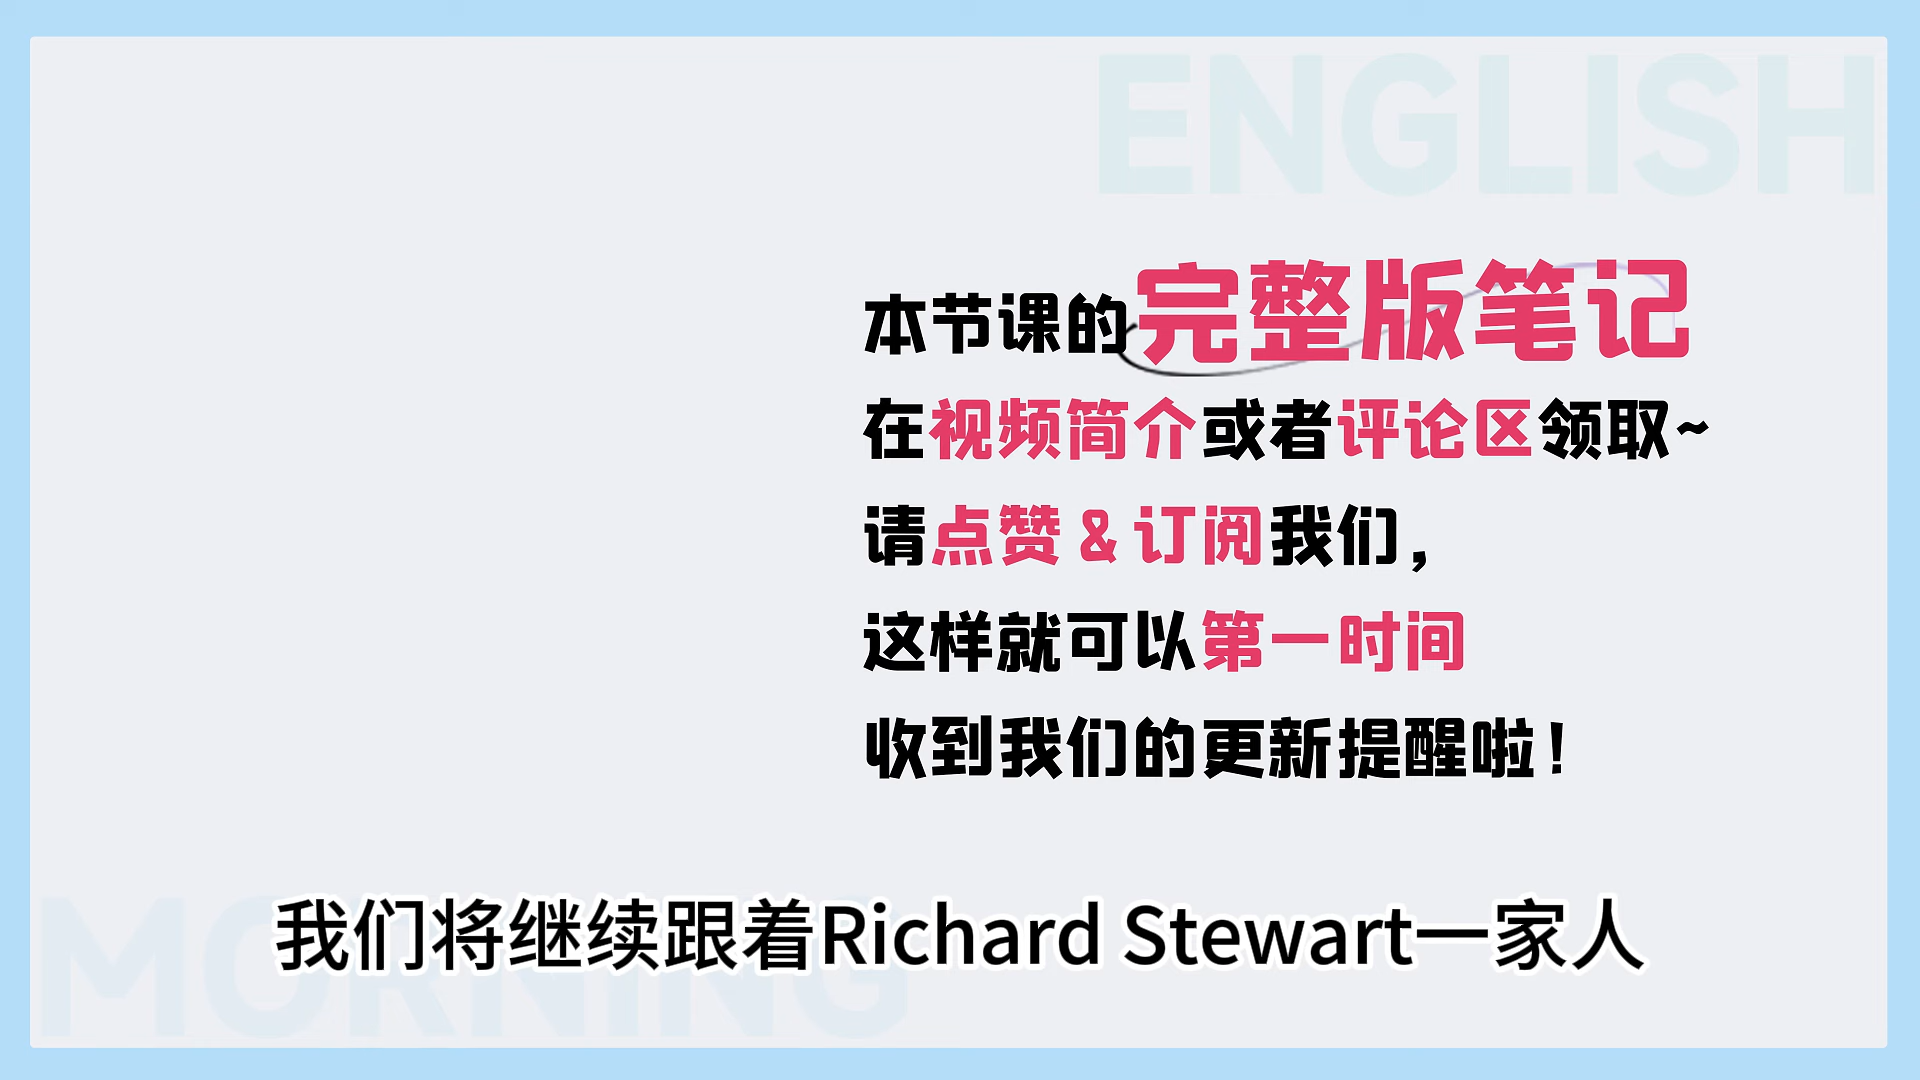 ENGLISH
本节课的完整版笔记
在视频简介或者评论区领取~
请点赞&订阅我们，
这样就可以第一时间
收到我们的更新提醒啦！
我们将继续跟着Richard Stewart一家人
MORNING